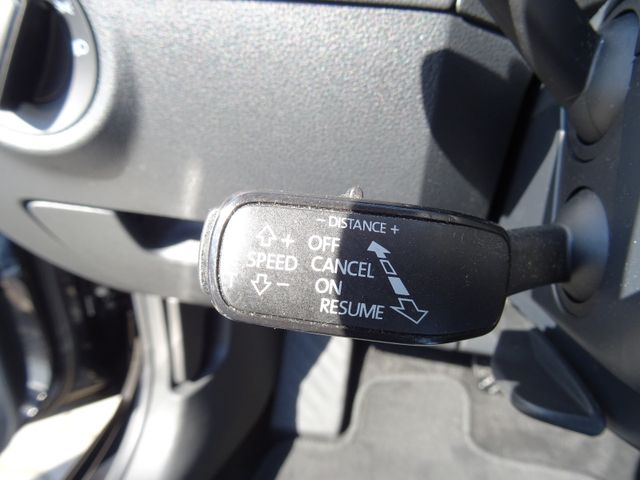 - DISTANCE +
+ OFF
SPEED CANCEL
- ON
RESUME